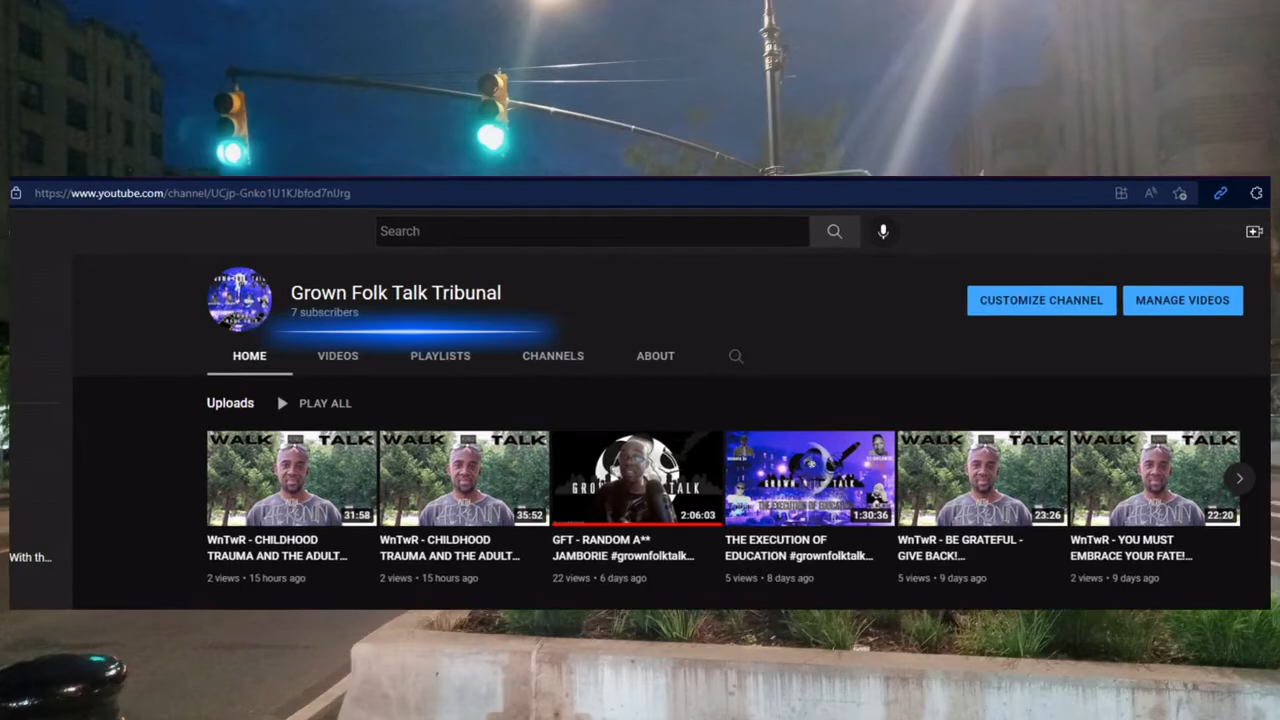 https://www.youtube.com/channel/UCjp-Gnko1U1KJbfod7nlJrg
Search
Grown Folk Talk Tribunal
7 subscribers
CUSTOMIZE CHANNEL
MANAGE VIDEOS
HOME VIDEOS PLAYLISTS CHANNELS ABOUT
Uploads PLAY ALL
WALK TALK WALK TALK WALK TALK WALK TALK
31:58 35:52 2:06:03 1:30:36 23:26 22:20
With th...
WnTwR - CHILDHOOD
TRAUMA AND THE ADULT...
2 views • 15 hours ago
WnTwR - CHILDHOOD
TRAUMA AND THE ADULT...
2 views • 15 hours ago
GFT - RANDOM A**
JAMBORIE #grownfolktalk...
22 views • 6 days ago
THE EXECUTION OF
EDUCATION #grownfolktalk...
5 views • 8 days ago
WnTwR - BE GRATEFUL -
GIVE BACK!...
5 views • 9 days ago
WnTwR - YOU MUST
EMBRACE YOUR FATE!...
2 views • 9 days ago